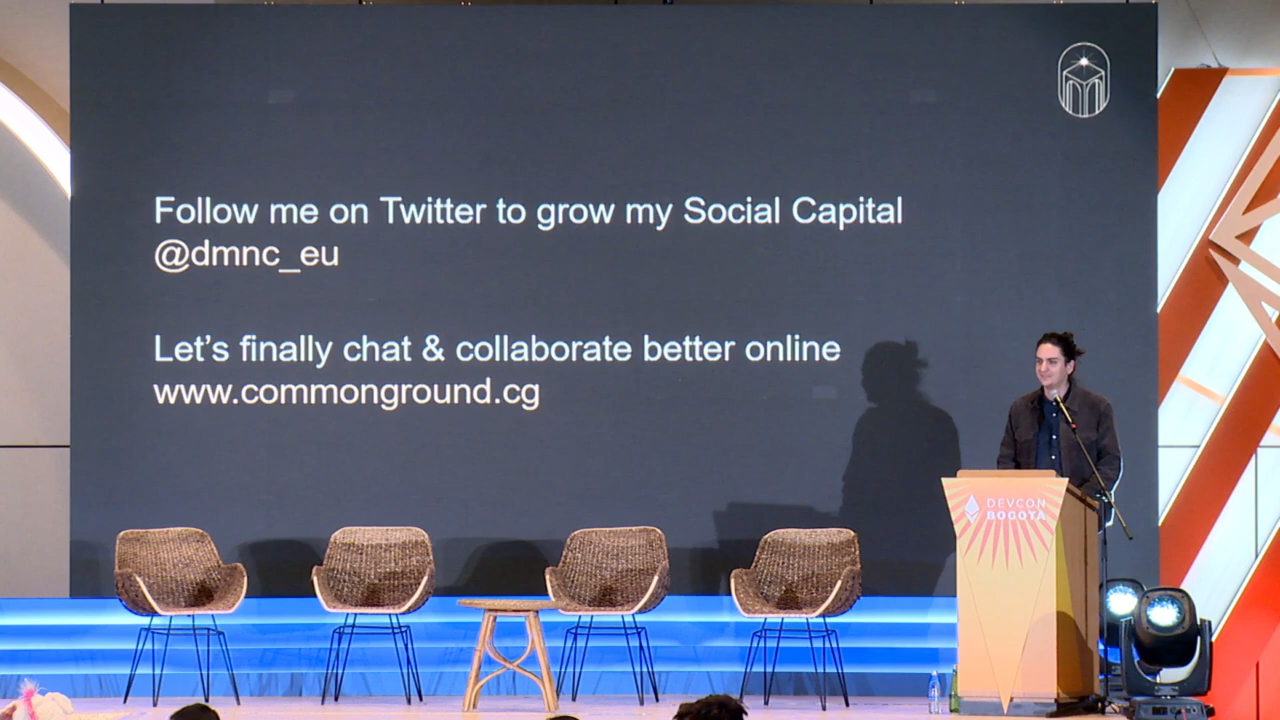 Follow me on Twitter to grow my Social Capital
@dmnc_eu
Let's finally chat & collaborate better online
www.commonground.cg
DEVCON
BOGOTÁ